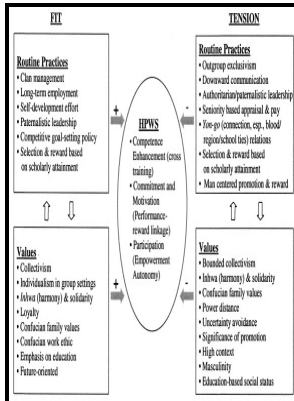 FIT
Routine Practices
• Clan management
• Long-term employment
• Self-development effort
• Paternalistic leadership
• Competitive goal-setting policy
• Selection & reward based
on scholarly attainment
Values
• Collectivism
• Individualism in group settings
• Inhwa (harmony) & solidarity
• Loyalty
• Confucian family values
• Confucian work ethic
• Emphasis on education
• Future-oriented
+
+
HPWS
• Competence
Enhancement (cross
training)
• Commitment and
Motivation
(Performance-
reward linkage)
• Participation
(Empowerment
Autonomy)
-
-
TENSION
Routine Practices
• Outgroup exclusivism
• Downward communication
• Authoritarian/paternalistic leadership
• Seniority based appraisal & pay
• Yon-go (connection, esp., blood/
region/school ties) relations
• Selection & reward based
on scholarly attainment
• Man centered promotion & reward
Values
• Bounded collectivism
• Inhwa (harmony) & solidarity
• Confucian family values
• Power distance
• Uncertainty avoidance
• Significance of promotion
• High context
• Masculinity
• Education-based social status